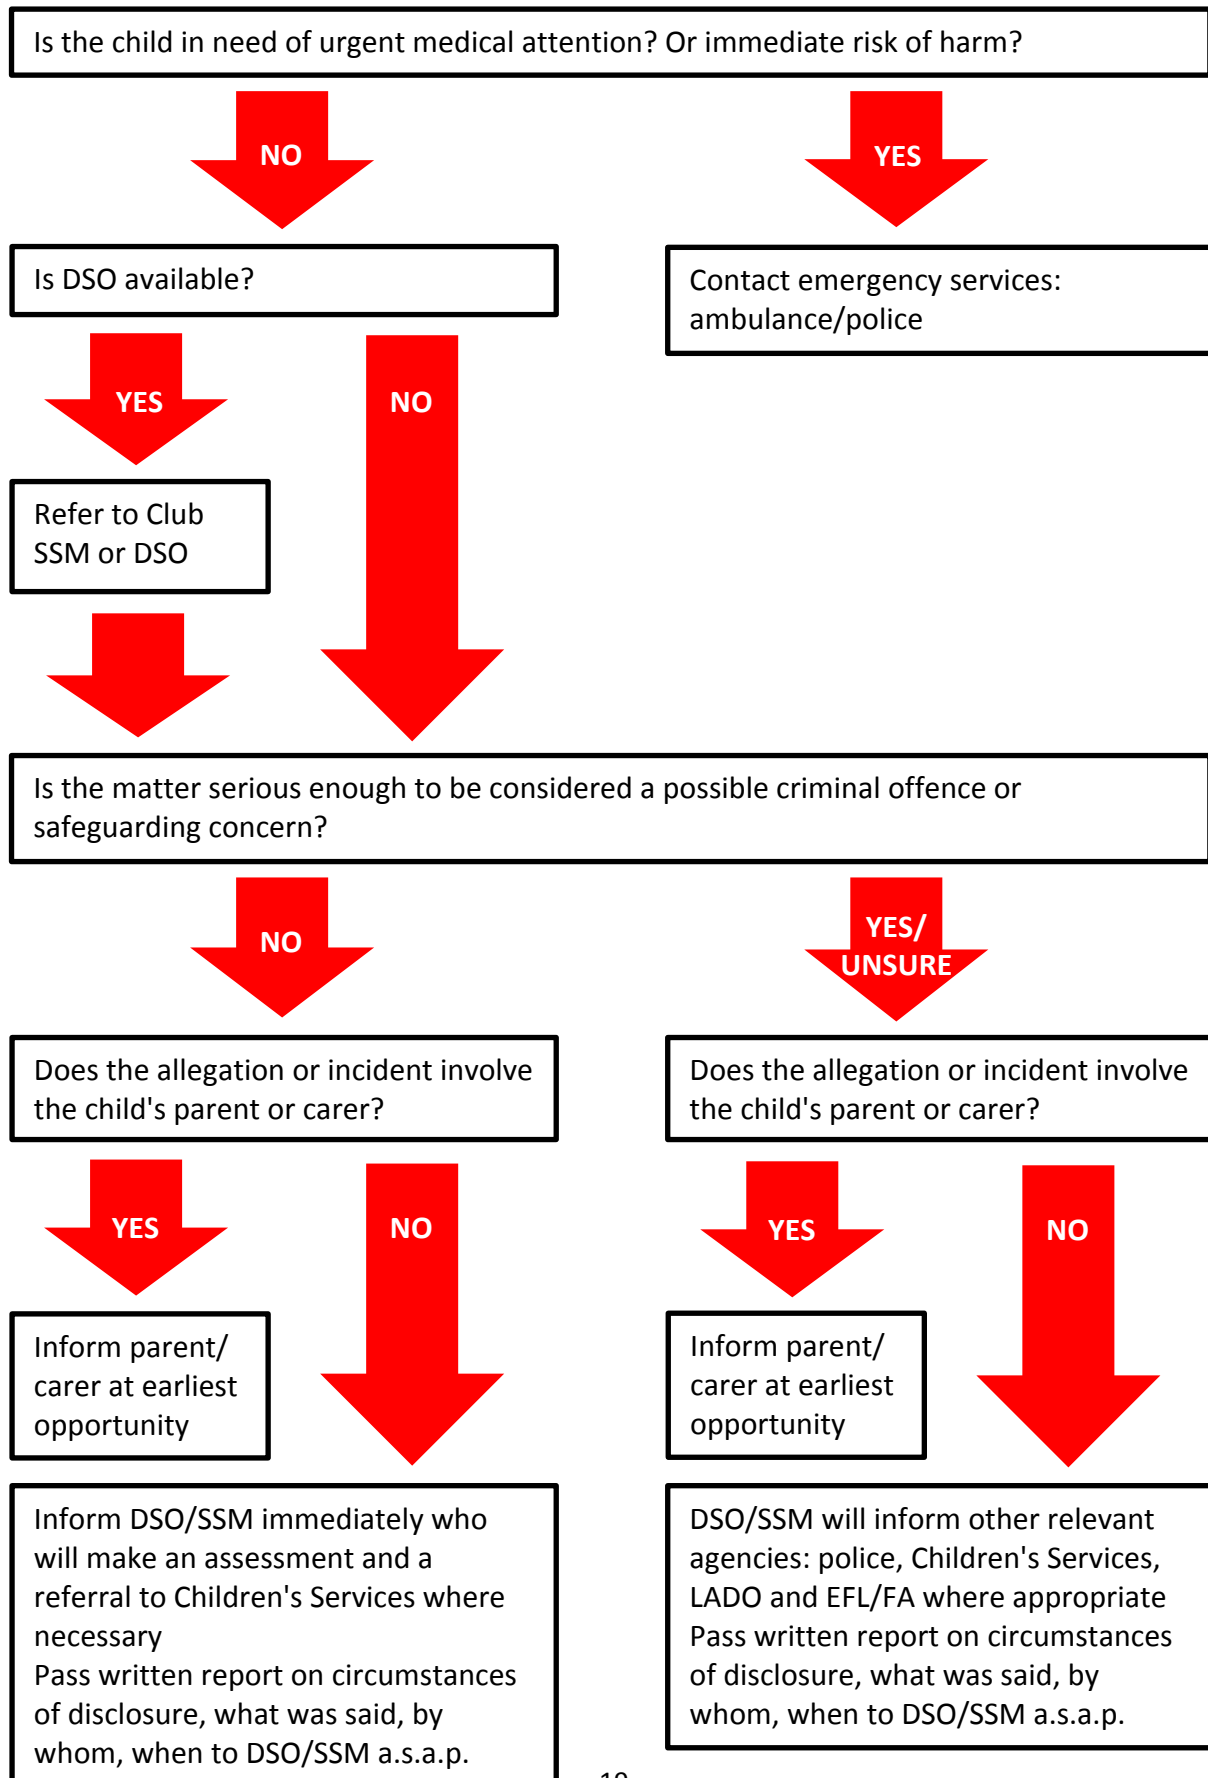 Is the child in need of urgent medical attention? Or immediate risk of harm?
NO
YES
Is DSO available?
Contact emergency services:
ambulance/police
YES
NO
Refer to Club
SSM or DSO
Is the matter serious enough to be considered a possible criminal offence or
safeguarding concern?
NO
YES/
UNSURE
Does the allegation or incident involve
the child's parent or carer?
Does the allegation or incident involve
the child's parent or carer?
YES
NO
YES
NO
Inform parent/
carer at earliest
opportunity
Inform parent/
carer at earliest
opportunity
Inform DSO/SSM immediately who
will make an assessment and a
referral to Children's Services where
necessary
Pass written report on circumstances
of disclosure, what was said, by
whom, when to DSO/SSM a.s.a.p.
DSO/SSM will inform other relevant
agencies: police, Children's Services,
LADO and EFL/FA where appropriate
Pass written report on circumstances
of disclosure, what was said, by
whom, when to DSO/SSM a.s.a.p.